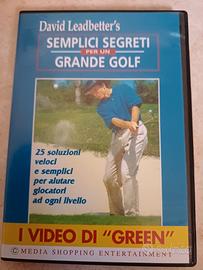 David Leadbetter's
SEMPLICI SEGRETI
PER UN
GRANDE GOLF
25 soluzioni
veloci
e semplici
per aiutare
giocatori
ad ogni livello
I VIDEO DI "GREEN"
MEDIA SHOPPING ENTERTAINMENT